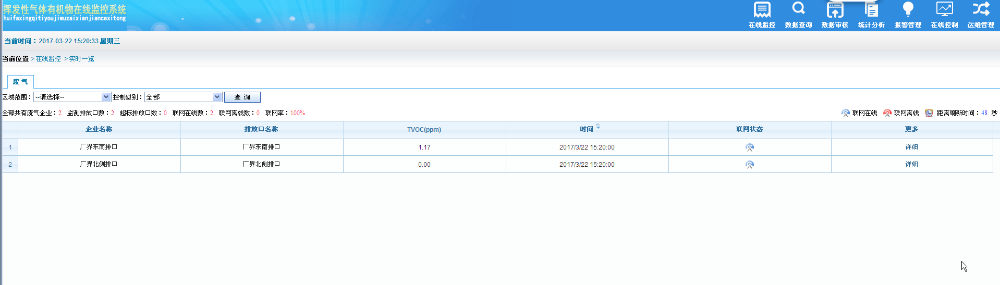 挥发性气体有机物在线监控系统
huifaxingqitiyoujiwuzaixianjiancexitong
在线监控 数据查询 数据审核 统计分析 报警管理 在线控制 运维管理
当前时间：2017-03-22 15:20:33 星期三
当前位置 > 在线监控 > 实时一览
废 气
区域范围： --请选择-- 控制级别： 全部 查 询
全部共有废气企业：2 监测排放口数：2 超标排放口数：0 联网在线数：2 联网离线数：0 联网率：100% 联网在线 联网离线 距离刷新时间：48 秒
企业名称 排放口名称 TVOC(ppm) 时间 联网状态 更多
1 厂界东南排口 厂界东南排口 1.17 2017/3/22 15:20:00 详细
2 厂界北侧排口 厂界北侧排口 0.00 2017/3/22 15:20:00 详细